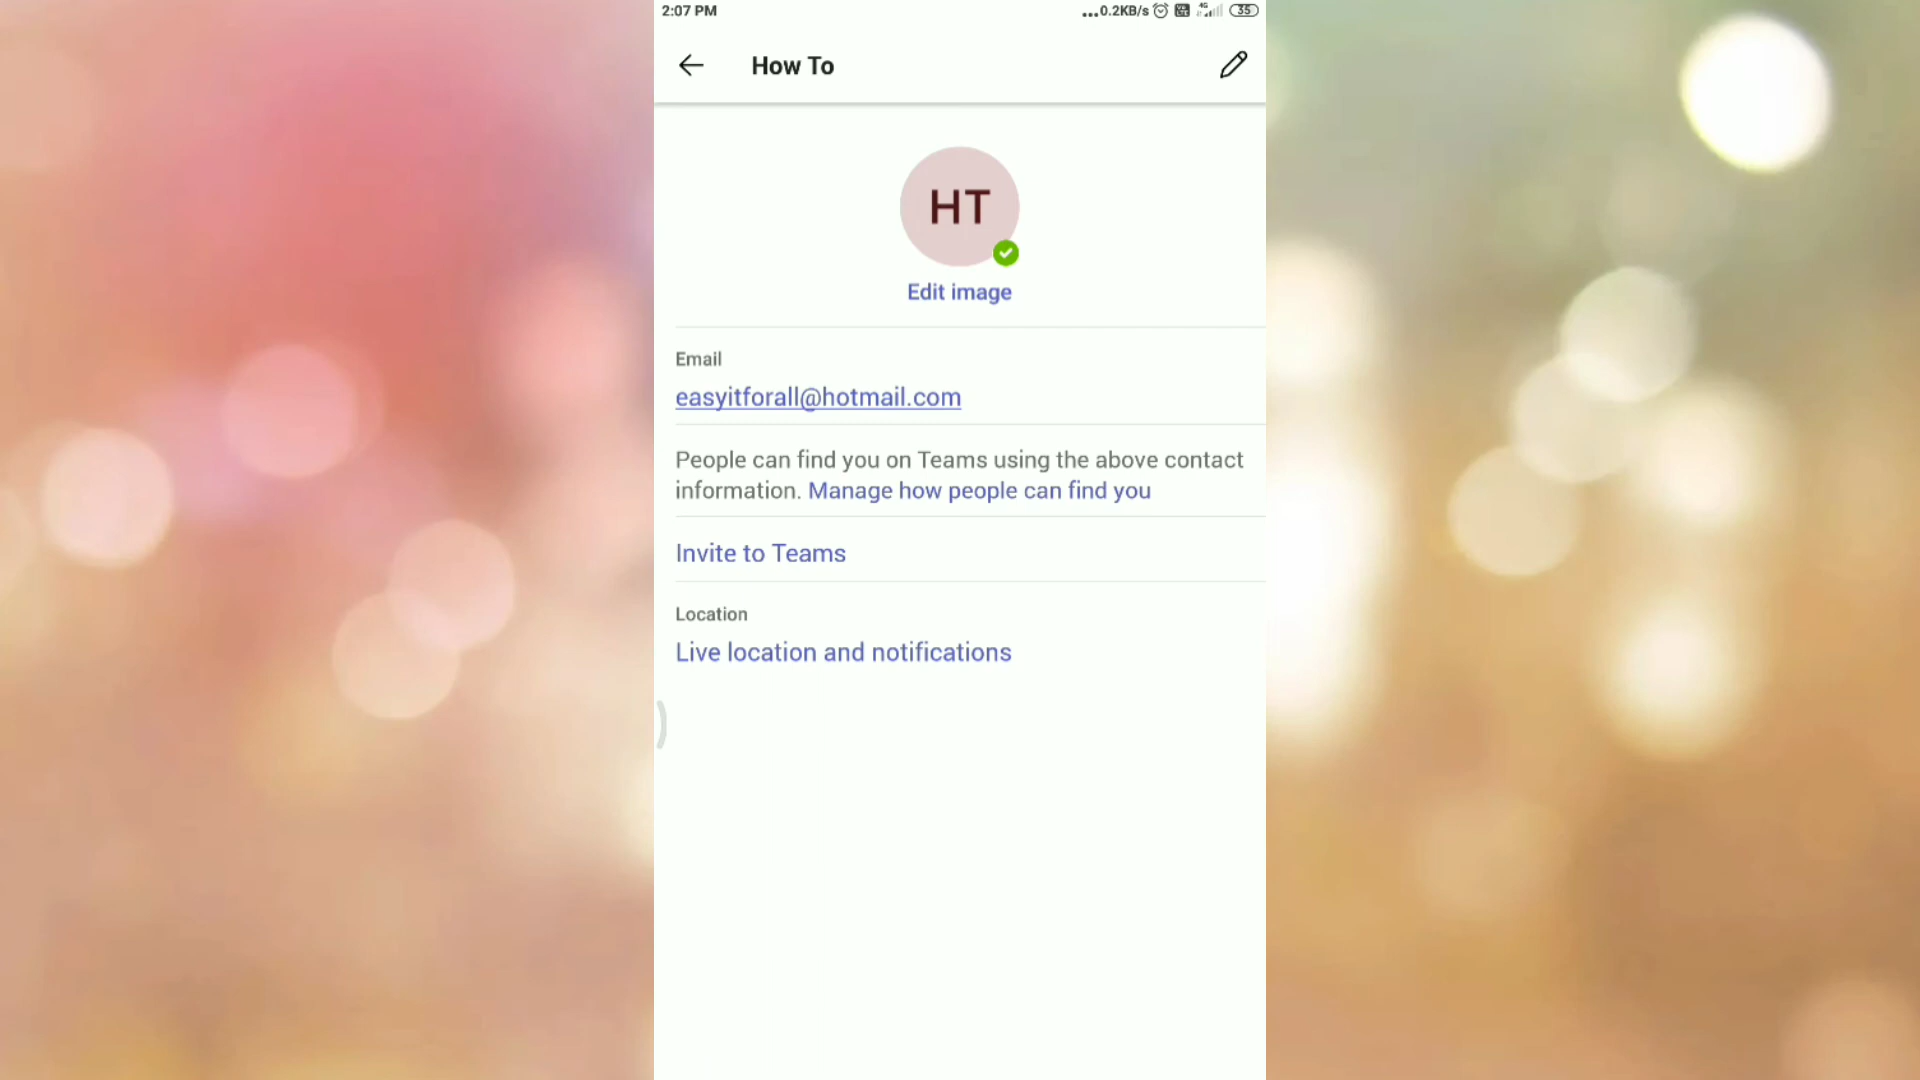 2:07 PM ...0.2KB/s 4G 35
How To
HT
Edit image
Email
easyitforall@hotmail.com
People can find you on Teams using the above contact
information. Manage how people can find you
Invite to Teams
Location
Live location and notifications